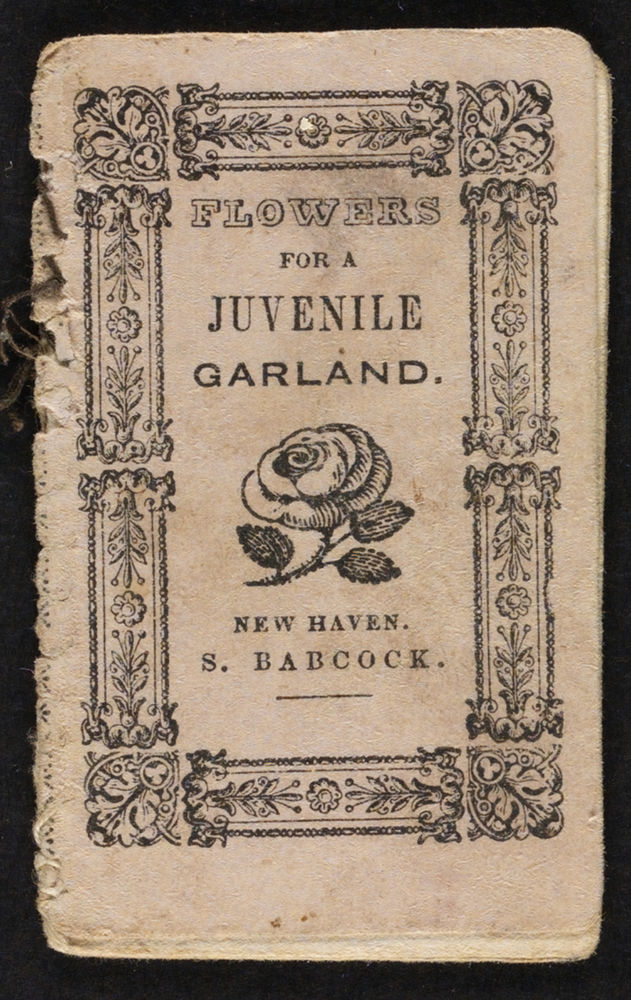 FLOWERS
FOR A
JUVENILE
GARLAND.
NEW HAVEN.
S. BABCOCK.